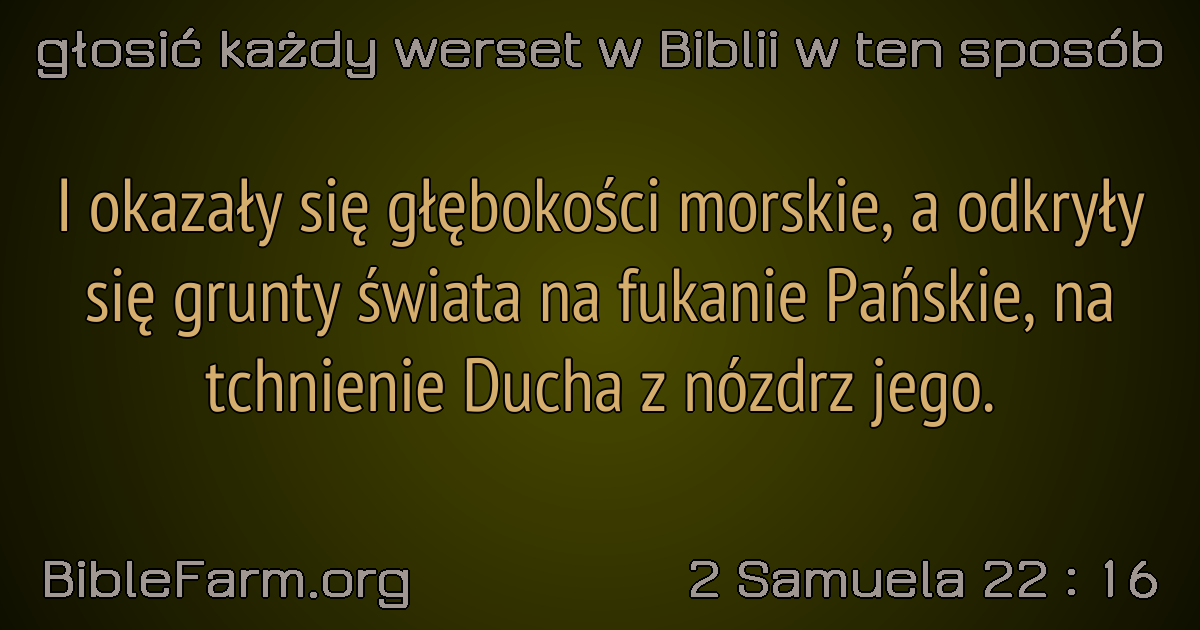 głosić każdy werset w Biblii w ten sposób
I okazały się głębokości morskie, a odkryły
się grunty świata na fukanie Pańskie, na
tchnienie Ducha z nózdrz jego.
BibleFarm.org
2 Samuela 22 : 16